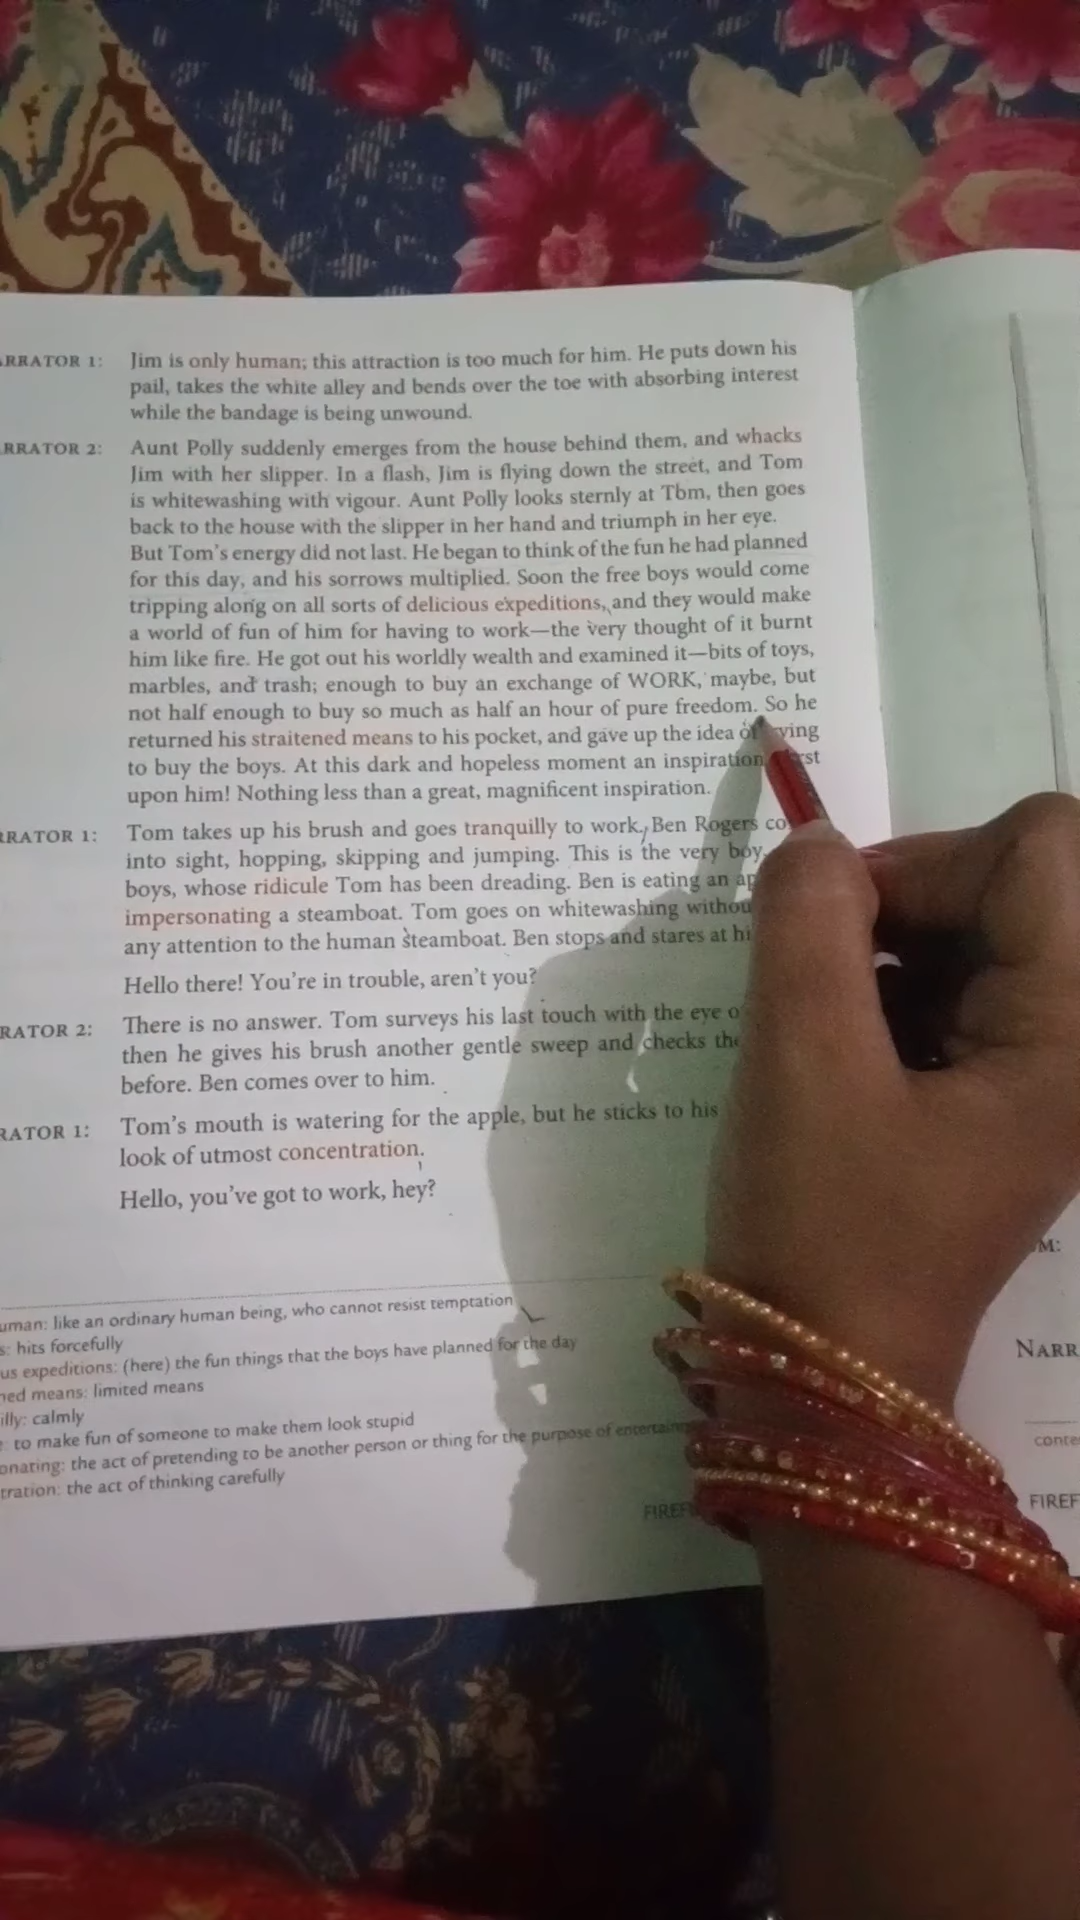 RRATOR 1: Jim is only human; this attraction is too much for him. He puts down his
pail, takes the white alley and bends over the toe with absorbing interest
while the bandage is being unwound.
RRATOR 2: Aunt Polly suddenly emerges from the house behind them, and whacks
Jim with her slipper. In a flash, Jim is flying down the street, and Tom
is whitewashing with vigour. Aunt Polly looks sternly at Tom, then goes
back to the house with the slipper in her hand and triumph in her eye.
But Tom's energy did not last. He began to think of the fun he had planned
for this day, and his sorrows multiplied. Soon the free boys would come
tripping along on all sorts of delicious expeditions, and they would make
a world of fun of him for having to work—the very thought of it burnt
him like fire. He got out his worldly wealth and examined it—bits of toys,
marbles, and trash; enough to buy an exchange of WORK, maybe, but
not half enough to buy so much as half an hour of pure freedom. So he
returned his straitened means to his pocket, and gave up the idea of
to buy the boys. At this dark and hopeless moment an inspiration
upon him! Nothing less than a great, magnificent inspiration.
RRATOR 1: Tom takes up his brush and goes tranquilly to work. Ben Rogers co
into sight, hopping, skipping and jumping. This is the very boy
boys, whose ridicule Tom has been dreading. Ben is eating an ap
impersonating a steamboat. Tom goes on whitewashing withou
any attention to the human steamboat. Ben stops and stares at hi
Hello there! You're in trouble, aren't you?
RATOR 2: There is no answer. Tom surveys his last touch with the eye o
then he gives his brush another gentle sweep and checks the
before. Ben comes over to him.
RATOR 1: Tom's mouth is watering for the apple, but he sticks to his
look of utmost concentration.
Hello, you've got to work, hey?
uman: like an ordinary human being, who cannot resist temptation
s: hits forcefully
us expeditions: (here) the fun things that the boys have planned for the day
ned means: limited means
illy: calmly
: to make fun of someone to make them look stupid
onating: the act of pretending to be another person or thing for the purpose of entertain
tration: the act of thinking carefully
FIREF
M:
NARR
conte
FIREF